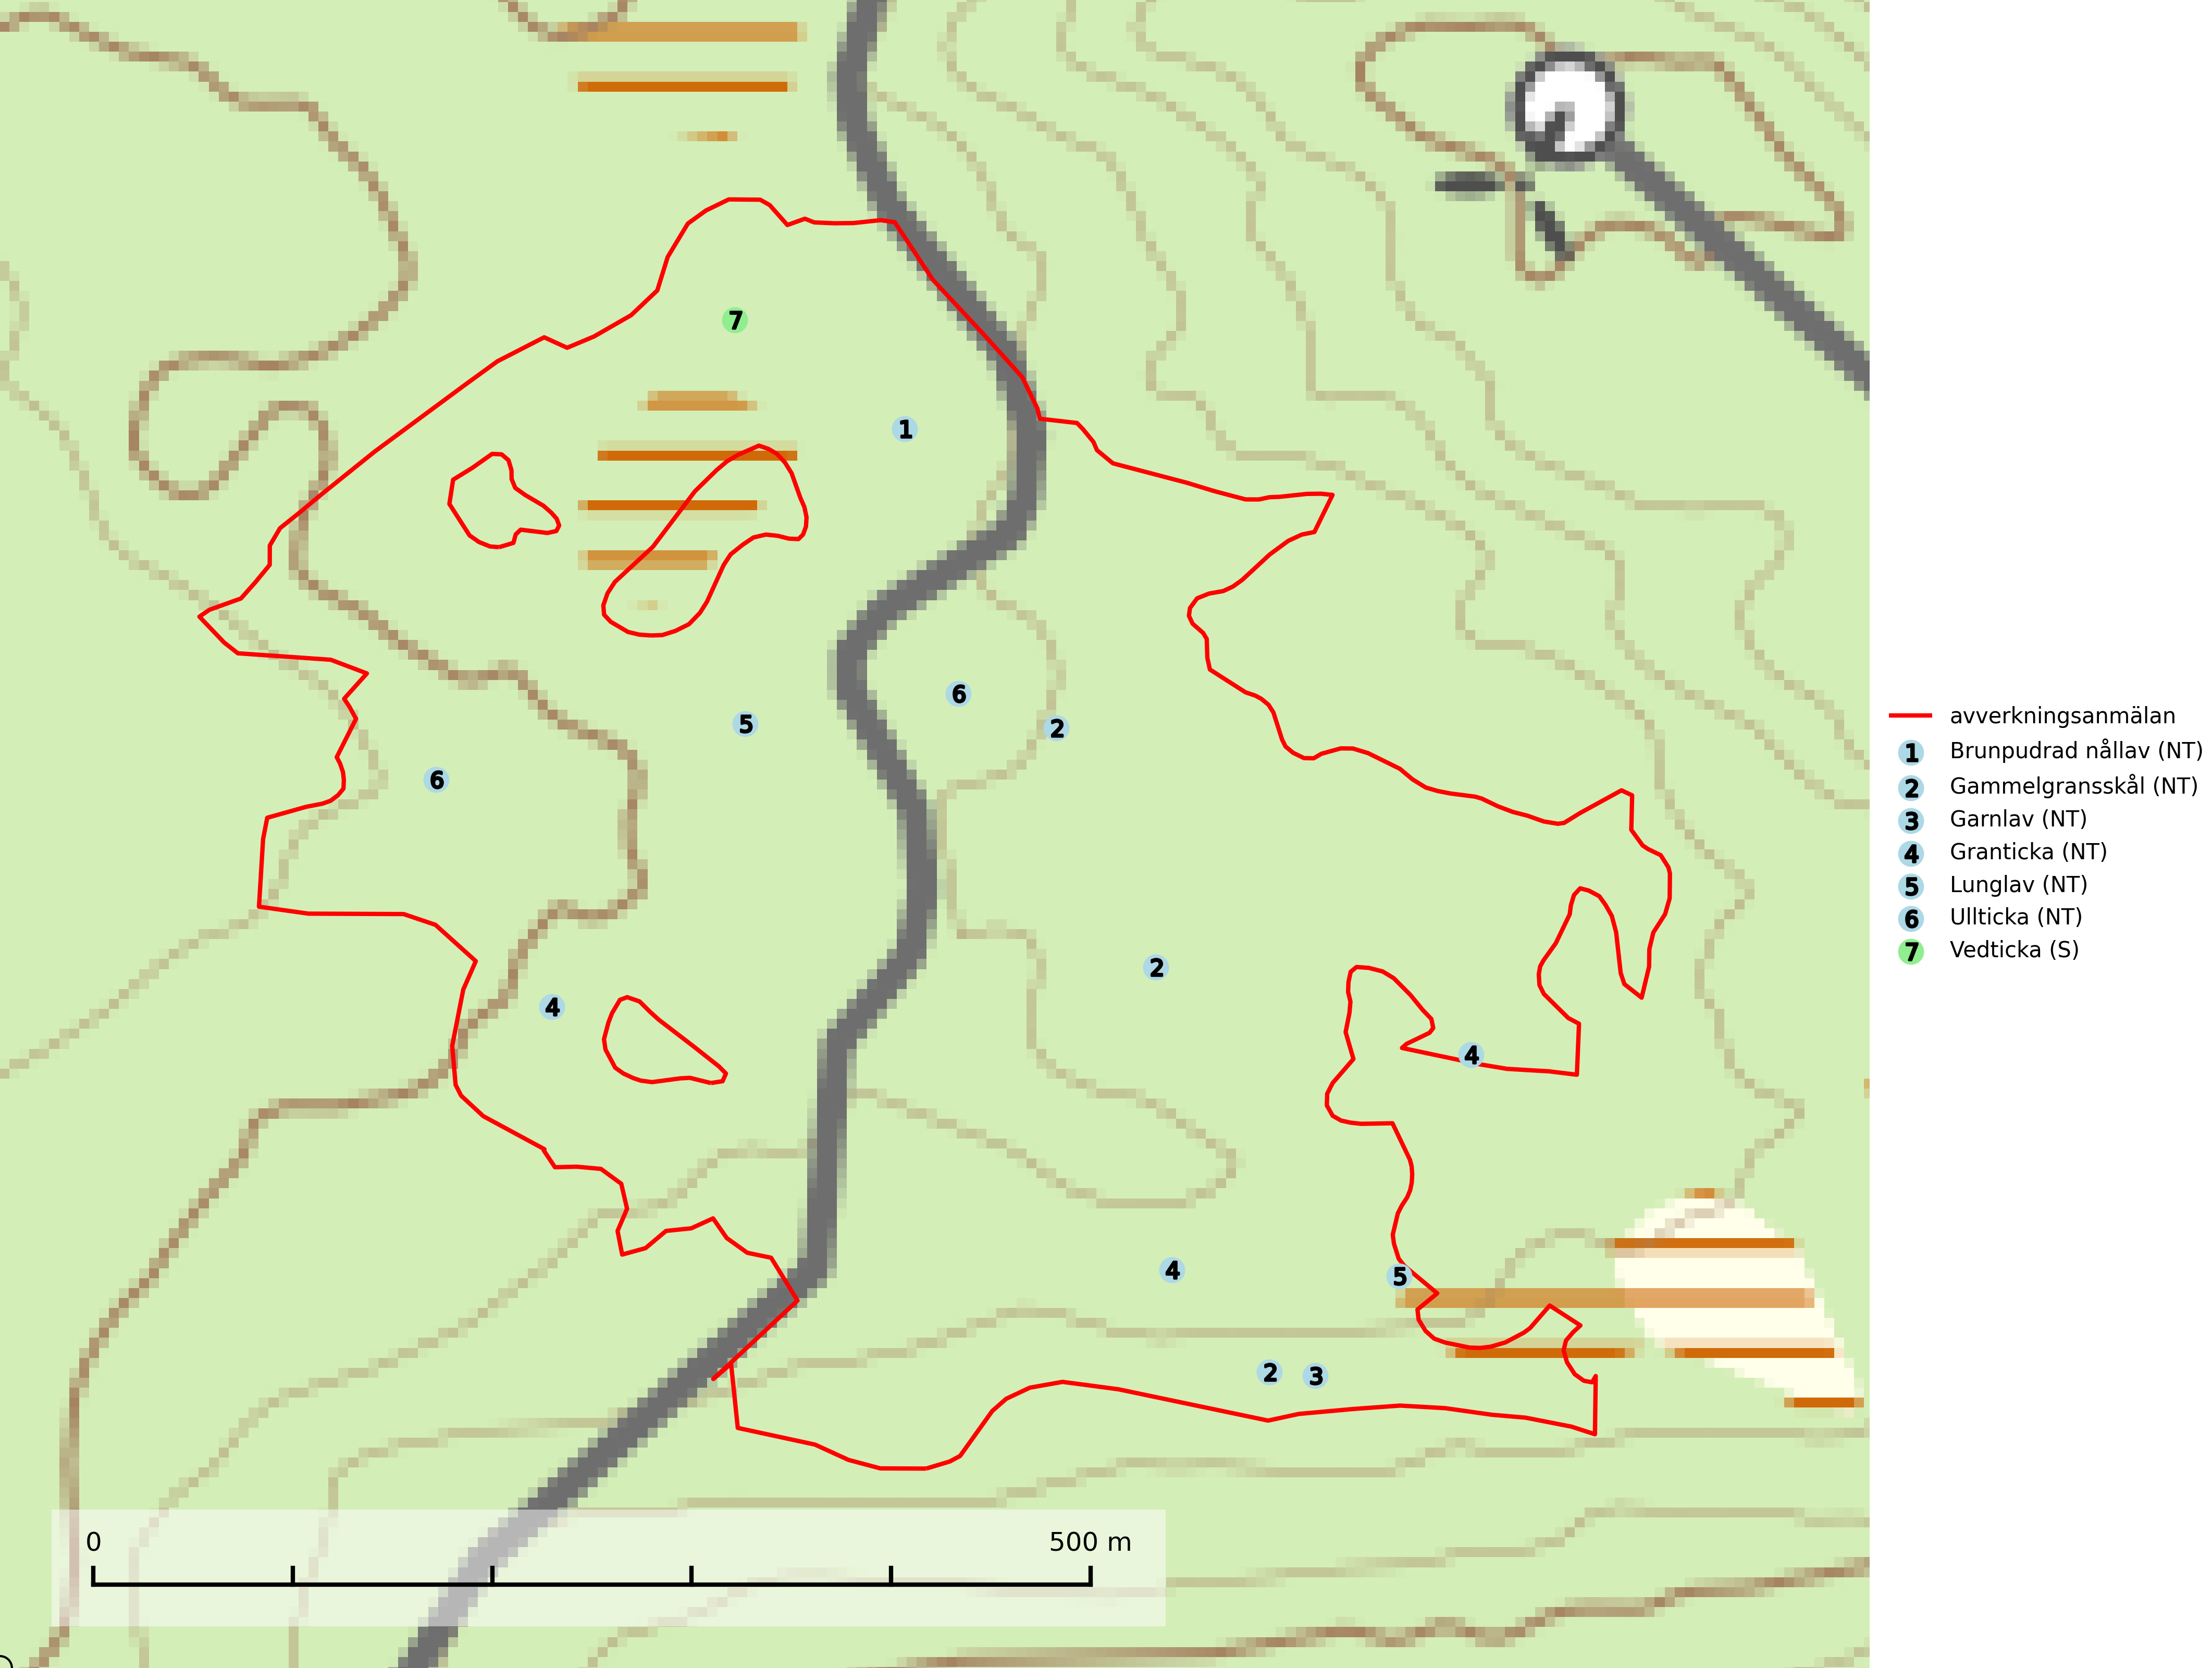 7
1
6
2
5
6
2
4
4
4
5
2
3
0
500 m
avverkningsanmälan
1 Brunpudrad nållav (NT)
2 Gammelgransskål (NT)
3 Garnlav (NT)
4 Granticka (NT)
5 Lunglav (NT)
6 Ullticka (NT)
7 Vedticka (S)